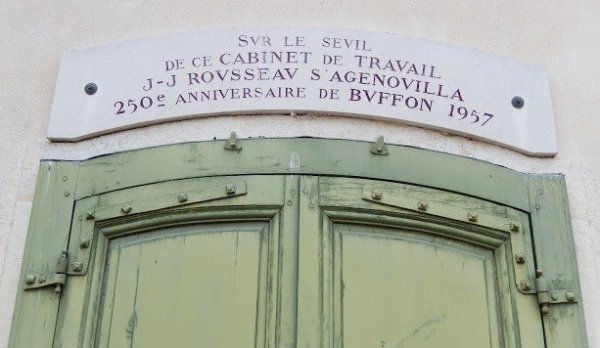 SVR LE SEVIL
DE CE CABINET DE TRAVAIL
J-J ROVSSEAV S'AGENOVILLA
250e ANNIVERSAIRE DE BVFFON 1957